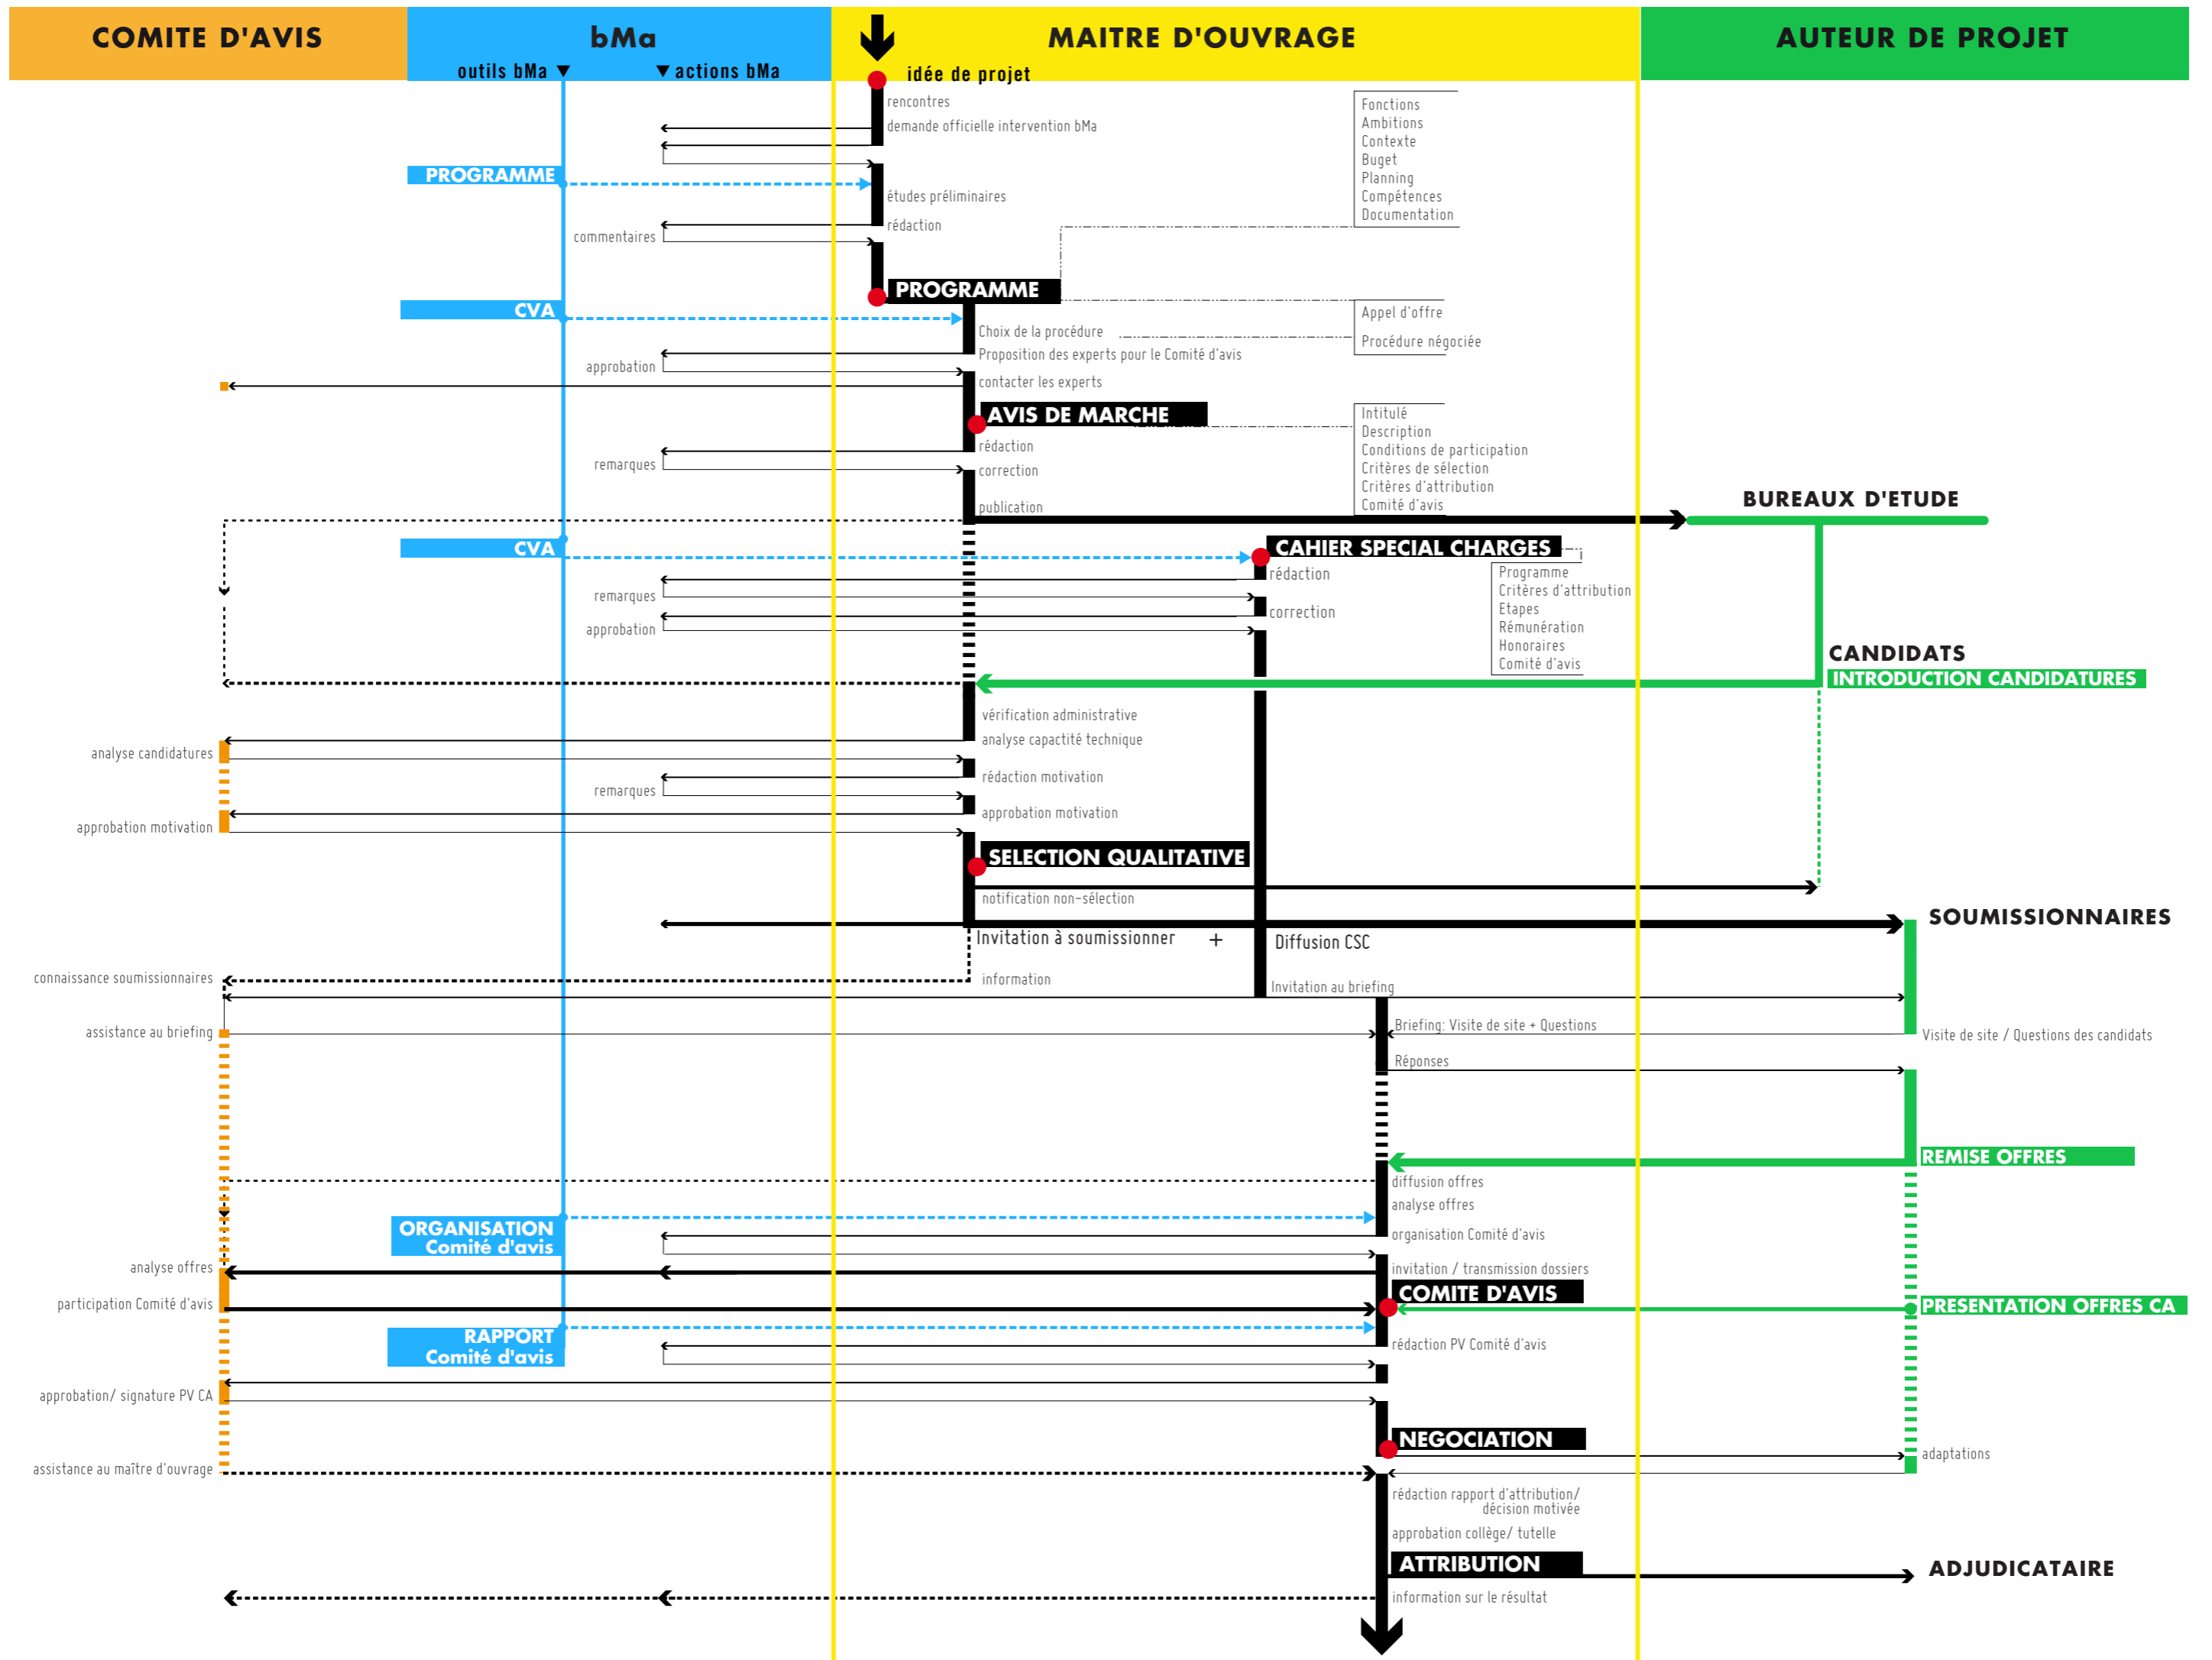 COMITE D'AVIS
bMa
MAITRE D'OUVRAGE
AUTEUR DE PROJET
outils bMa
actions bMa
idée de projet
rencontres
demande officielle intervention bMa
Fonctions
Ambitions
Contexte
Buget
Planning
Compétences
Documentation
PROGRAMME
études préliminaires
rédaction
commentaires
PROGRAMME
CVA
Appel d'offre
Choix de la procédure
Procédure négociée
Proposition des experts pour le Comité d'avis
approbation
contacter les experts
AVIS DE MARCHE
Intitulé
Description
Conditions de participation
Critères de sélection
Critères d'attribution
Comité d'avis
rédaction
remarques
correction
publication
BUREAUX D'ETUDE
CVA
CAHIER SPECIAL CHARGES
rédaction
Programme
Critères d'attribution
Etapes
Rémunération
Honoraires
Comité d'avis
remarques
correction
approbation
CANDIDATS
INTRODUCTION CANDIDATURES
vérification administrative
analyse capactité technique
analyse candidatures
rédaction motivation
remarques
approbation motivation
approbation motivation
SELECTION QUALITATIVE
notification non-sélection
SOUMISSIONNAIRES
Invitation à soumissionner + Diffusion CSC
connaissance soumissionnaires
information
Invitation au briefing
assistance au briefing
Briefing: Visite de site + Questions
Visite de site / Questions des candidats
Réponses
REMISE OFFRES
diffusion offres
analyse offres
ORGANISATION
Comité d'avis
organisation Comité d'avis
analyse offres
invitation / transmission dossiers
COMITE D'AVIS
participation Comité d'avis
PRESENTATION OFFRES CA
RAPPORT
Comité d'avis
rédaction PV Comité d'avis
approbation/ signature PV CA
NEGOCIATION
adaptations
assistance au maître d'ouvrage
rédaction rapport d'attribution/
décision motivée
approbation collège/ tutelle
ATTRIBUTION
ADJUDICATAIRE
information sur le résultat